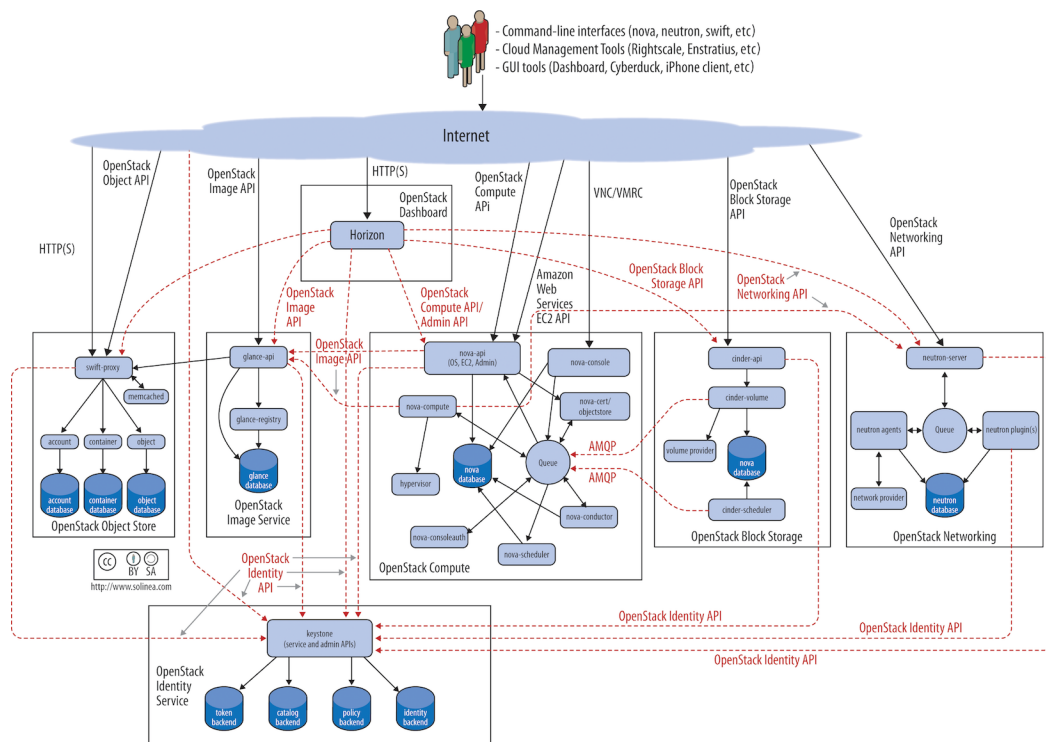 - Command-line interfaces (nova, neutron, swift, etc)
- Cloud Management Tools (Rightscale, Enstratius, etc)
- GUI tools (Dashboard, Cyberduck, iPhone client, etc)
Internet
OpenStack
Object API
OpenStack
Image API
HTTP(S)
OpenStack
Compute
APi
VNC/VMRC
OpenStack
Block Storage
API
OpenStack
Networking
API
HTTP(S)
OpenStack
Dashboard
Horizon
OpenStack
Image
API
OpenStack
Compute API/
Admin API
Amazon
Web
Services
EC2 API
OpenStack Block
Storage API
OpenStack
Networking API
OpenStack
Image API
swift-proxy
memcached
account
container
object
account
database
container
database
object
database
OpenStack Object Store
glance-api
glance-registry
glance
database
OpenStack
Image Service
nova-api
(OS, EC2, Admin)
nova-console
nova-compute
nova-cert/
objectstore
hypervisor
nova
database
Queue
nova-conductor
nova-consoleauth
nova-scheduler
OpenStack Compute
AMQP
AMQP
cinder-api
cinder-volume
volume provider
nova
database
cinder-scheduler
OpenStack Block Storage
neutron-server
neutron agents
Queue
neutron plugin(s)
network provider
neutron
database
OpenStack Networking
cc
BY SA
http://www.solinea.com
OpenStack
Identity
API
OpenStack Identity API
OpenStack Identity API
OpenStack Identity API
keystone
(service and admin APIs)
OpenStack
Identity
Service
token
backend
catalog
backend
policy
backend
identity
backend